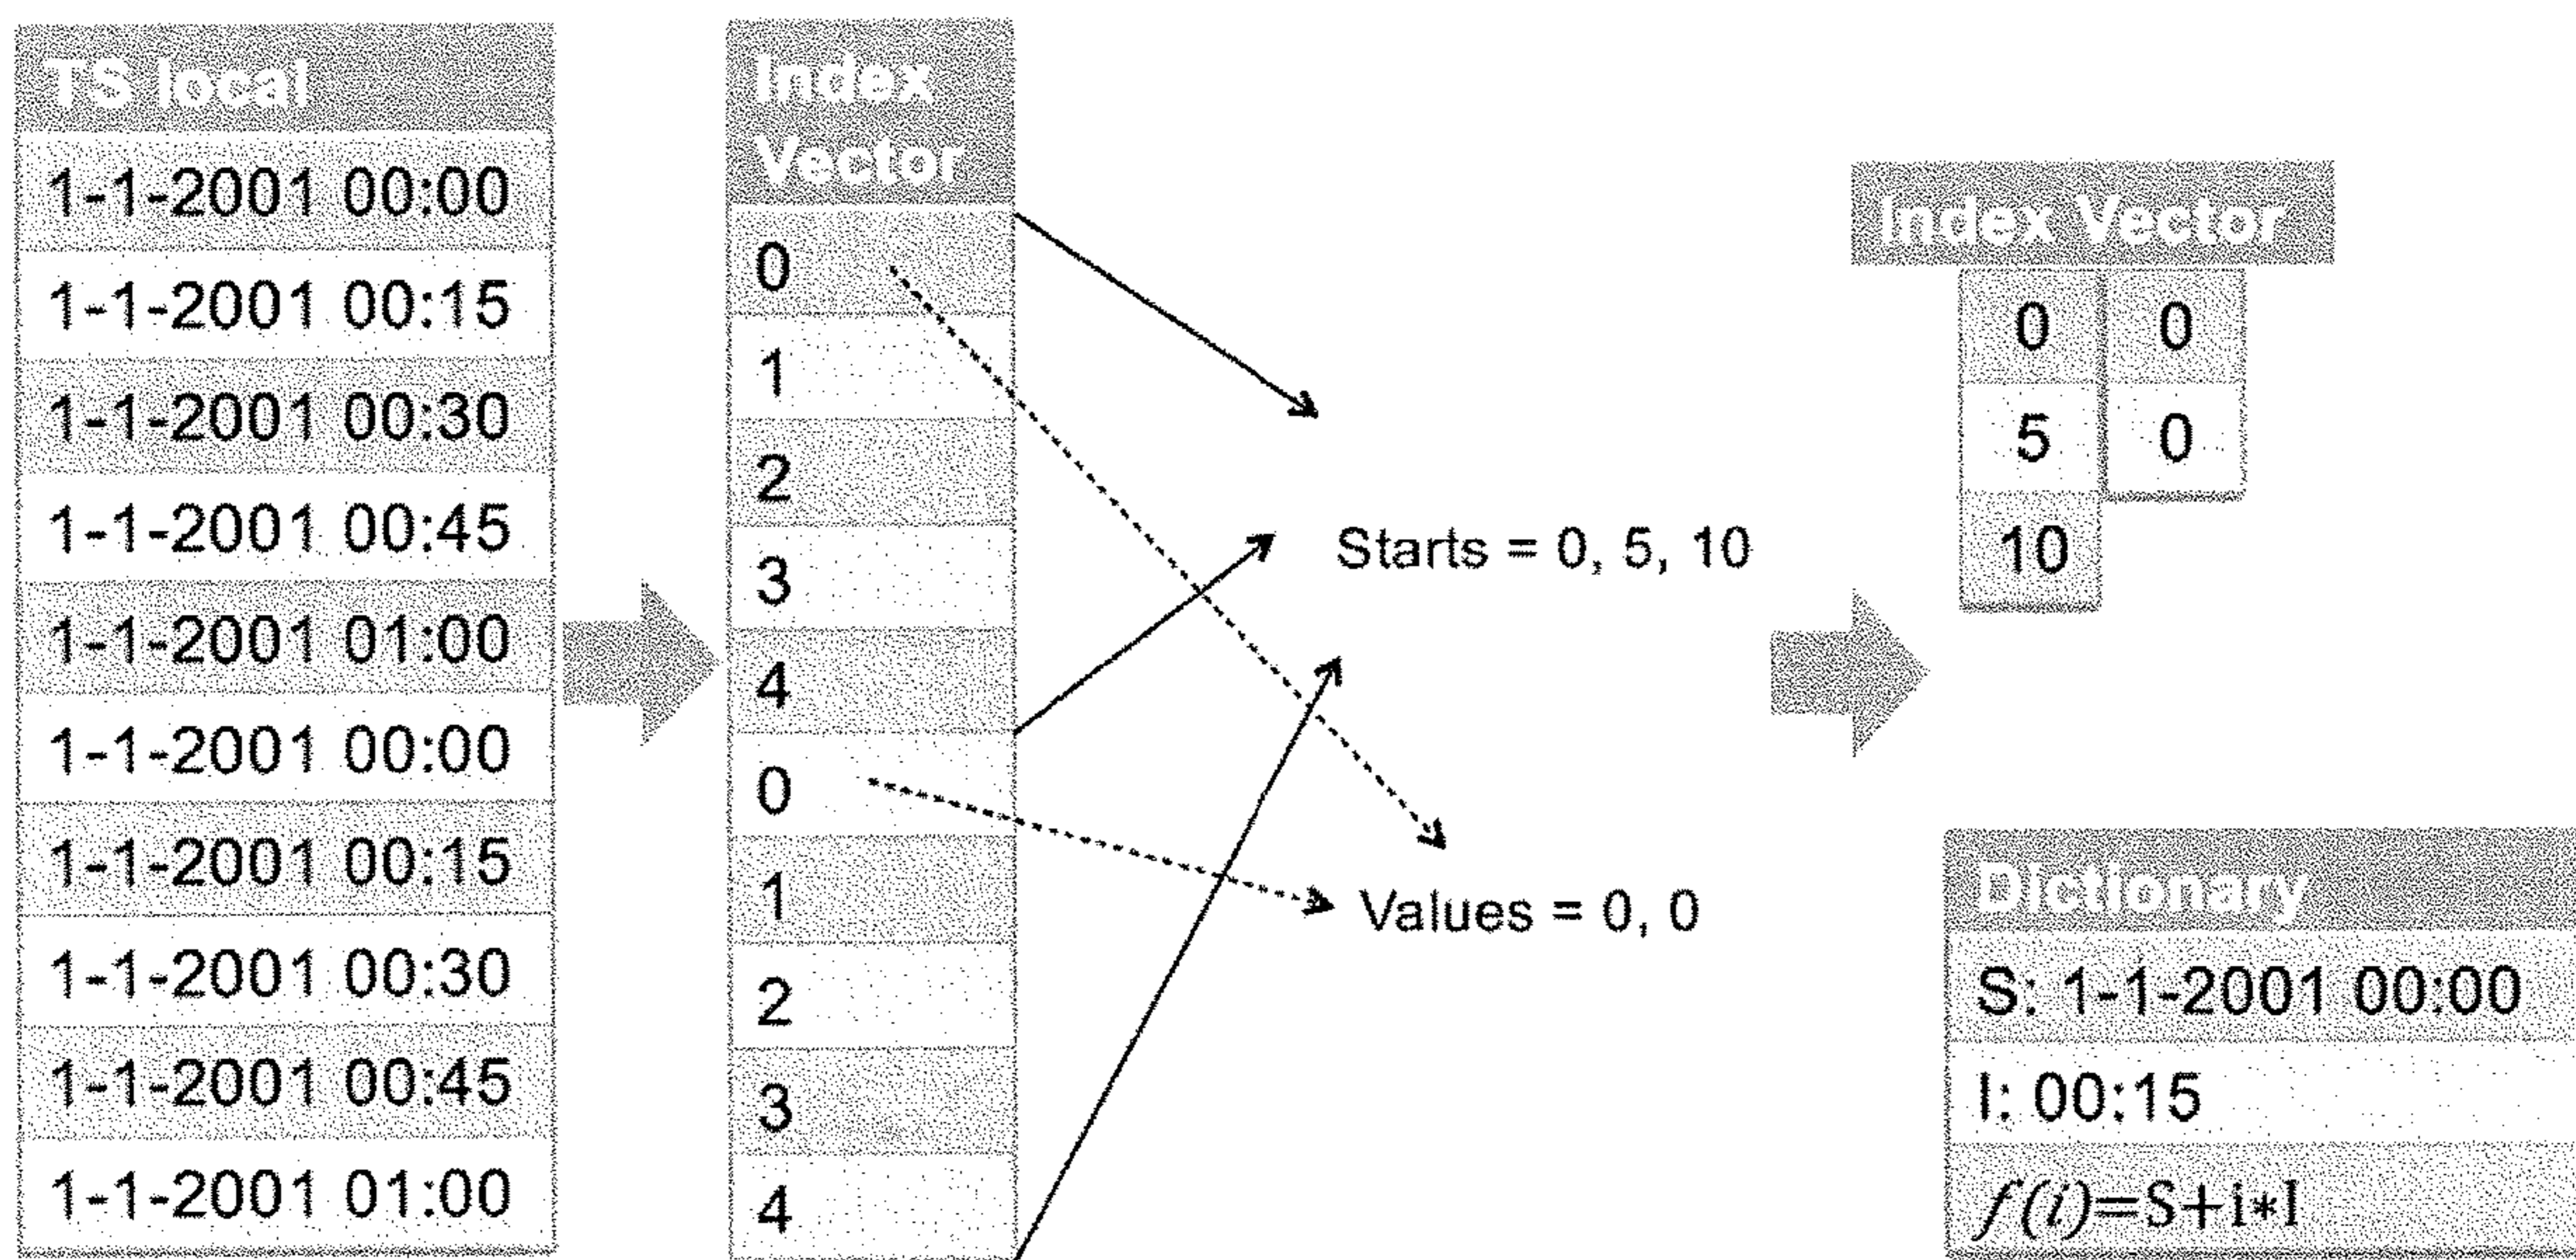 TS local
1-1-2001 00:00
1-1-2001 00:15
1-1-2001 00:30
1-1-2001 00:45
1-1-2001 01:00
1-1-2001 00:00
1-1-2001 00:15
1-1-2001 00:30
1-1-2001 00:45
1-1-2001 01:00
Index
Vector
0
1
2
3
4
0
1
2
3
4
Starts = 0, 5, 10
Values = 0, 0
Index Vector
0 0
5 0
10
Dictionary
S: 1-1-2001 00:00
I: 00:15
f(i)=S+i*I